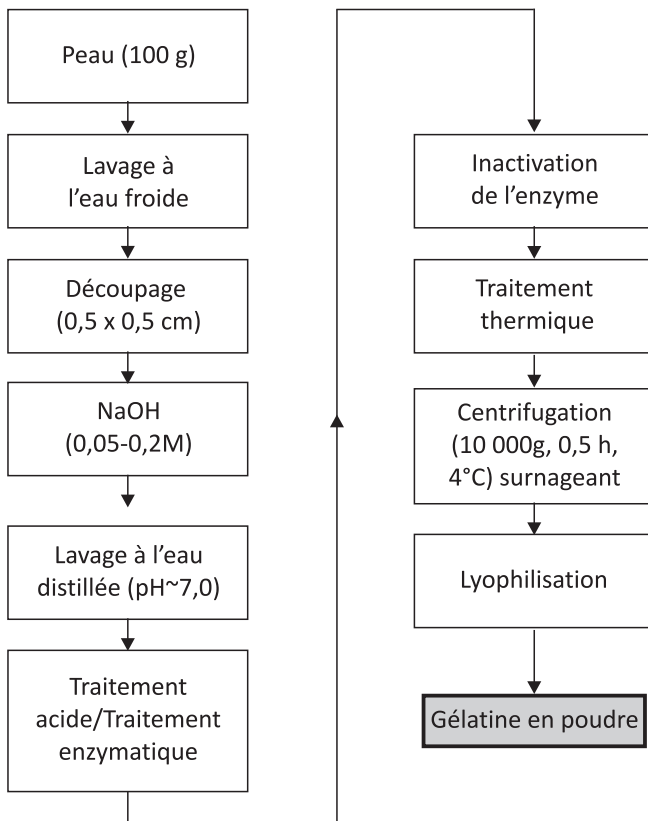 Peau (100 g)
Lavage à
l’eau froide
Découpage
(0,5 x 0,5 cm)
NaOH
(0,05-0,2M)
Lavage à l’eau
distillée (pH~7,0)
Traitement
acide/Traitement
enzymatique
Inactivation
de l’enzyme
Traitement
thermique
Centrifugation
(10 000g, 0,5 h,
4°C) surnageant
Lyophilisation
Gélatine en poudre